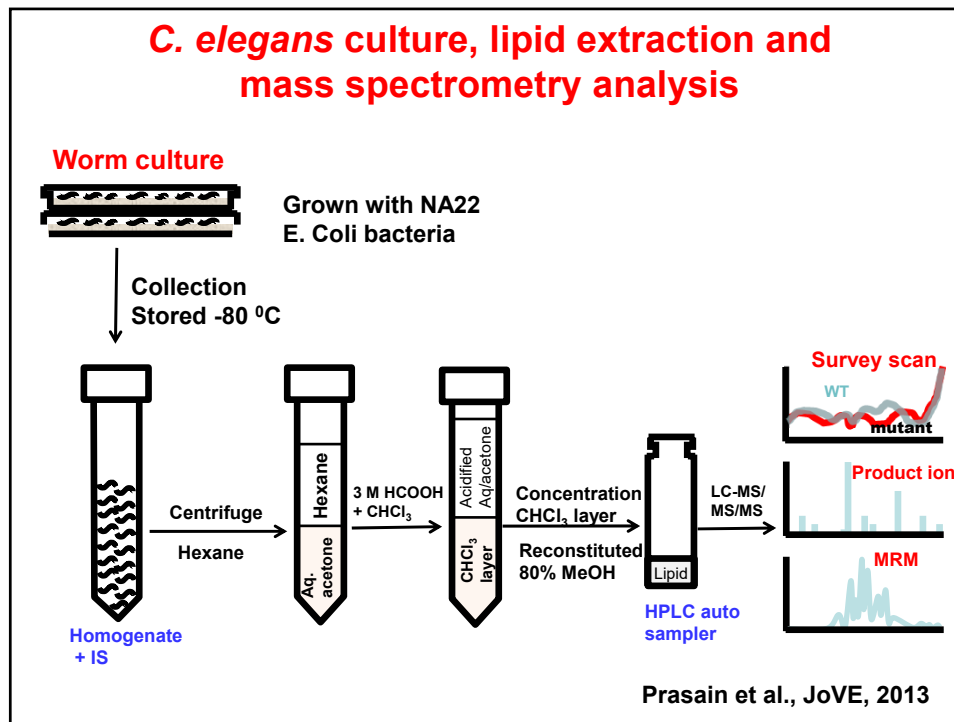 C. elegans culture, lipid extraction and
mass spectrometry analysis
Worm culture
Grown with NA22
E. Coli bacteria
Collection
Stored -80 ⁰C
Homogenate
+ IS
Centrifuge
Hexane
Hexane
Aq.
acetone
3 M HCOOH
+ CHCl₃
Acidified
Aq/acetone
CHCl₃
layer
Concentration
CHCl₃ layer
Reconstituted
80% MeOH
Lipid
HPLC auto
sampler
LC-MS/
MS/MS
Survey scan
WT
mutant
Product ion
MRM
Prasain et al., JoVE, 2013